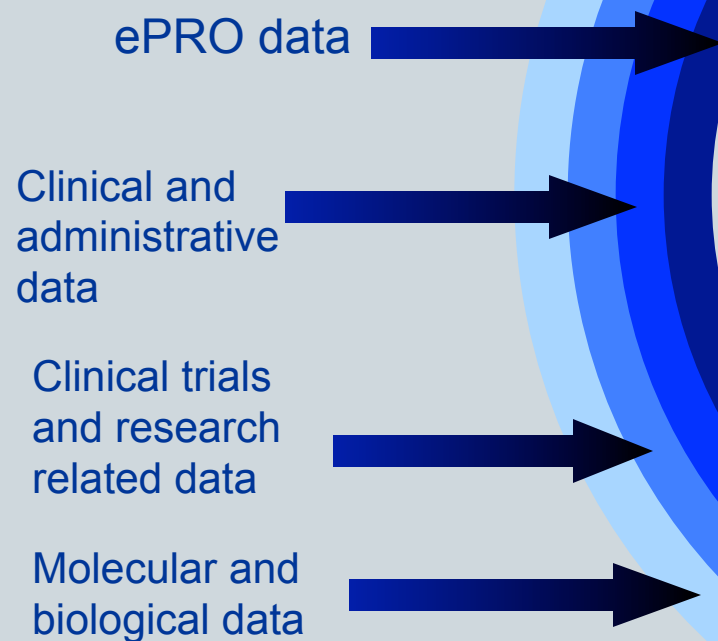 ePRO data
Clinical and
administrative
data
Clinical trials
and research
related data
Molecular and
biological data